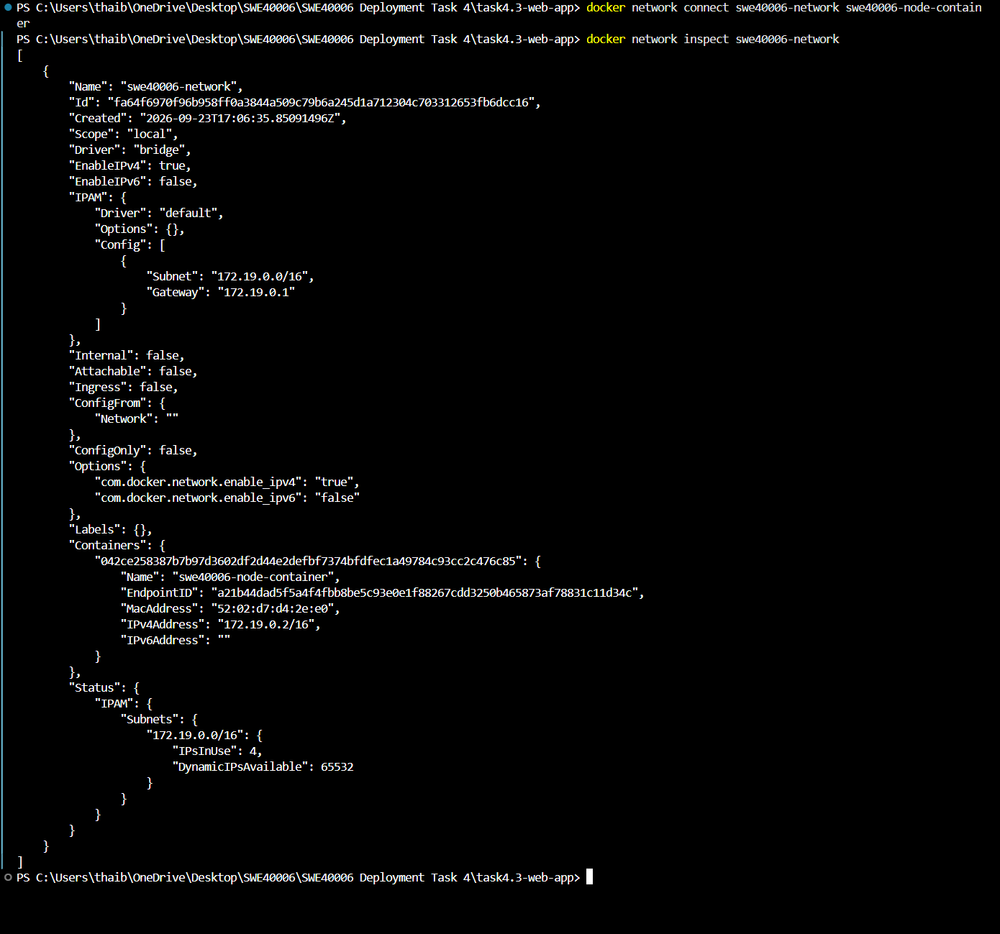 PS C:\Users\thaib\OneDrive\Desktop\SWE40006\SWE40006 Deployment Task 4\task4.3-web-app> docker network connect swe40006-network swe40006-node-contain
er
PS C:\Users\thaib\OneDrive\Desktop\SWE40006\SWE40006 Deployment Task 4\task4.3-web-app> docker network inspect swe40006-network
[
    {
        "Name": "swe40006-network",
        "Id": "fa64f6970f96b958ff0a3844a509c79b6a245d1a712304c703312653fb6dcc16",
        "Created": "2026-09-23T17:06:35.85091496Z",
        "Scope": "local",
        "Driver": "bridge",
        "EnableIPv4": true,
        "EnableIPv6": false,
        "IPAM": {
            "Driver": "default",
            "Options": {},
            "Config": [
                {
                    "Subnet": "172.19.0.0/16",
                    "Gateway": "172.19.0.1"
                }
            ]
        },
        "Internal": false,
        "Attachable": false,
        "Ingress": false,
        "ConfigFrom": {
            "Network": ""
        },
        "ConfigOnly": false,
        "Options": {
            "com.docker.network.enable_ipv4": "true",
            "com.docker.network.enable_ipv6": "false"
        },
        "Labels": {},
        "Containers": {
            "042ce258387b7b97d3602df2d44e2defbf7374bfdfec1a49784c93cc2c476c85": {
                "Name": "swe40006-node-container",
                "EndpointID": "a21b44dad5f5a4f4fbb8be5c93e0e1f88267cdd3250b465873af78831c11d34c",
                "MacAddress": "52:02:d7:d4:2e:e0",
                "IPv4Address": "172.19.0.2/16",
                "IPv6Address": ""
            }
        },
        "Status": {
            "IPAM": {
                "Subnets": {
                    "172.19.0.0/16": {
                        "IPsInUse": 4,
                        "DynamicIPsAvailable": 65532
                    }
                }
            }
        }
    }
]
PS C:\Users\thaib\OneDrive\Desktop\SWE40006\SWE40006 Deployment Task 4\task4.3-web-app>